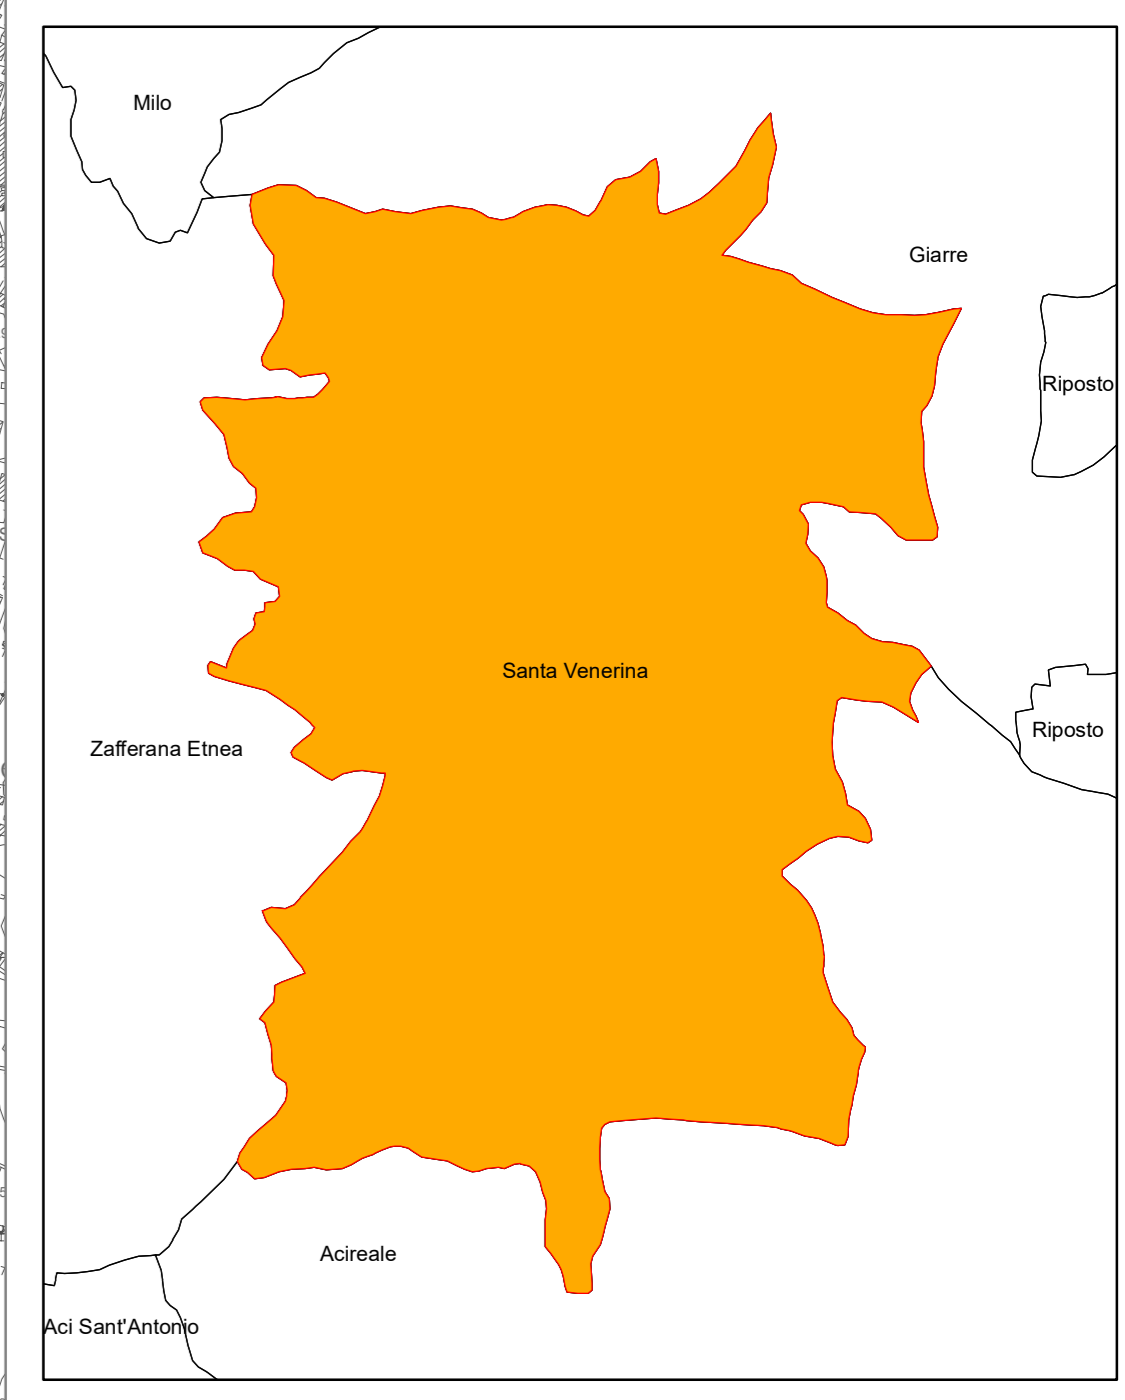 Milo
Giarre
Riposto
Santa Venerina
Riposto
Zafferana Etnea
Acireale
Aci Sant'Antonio